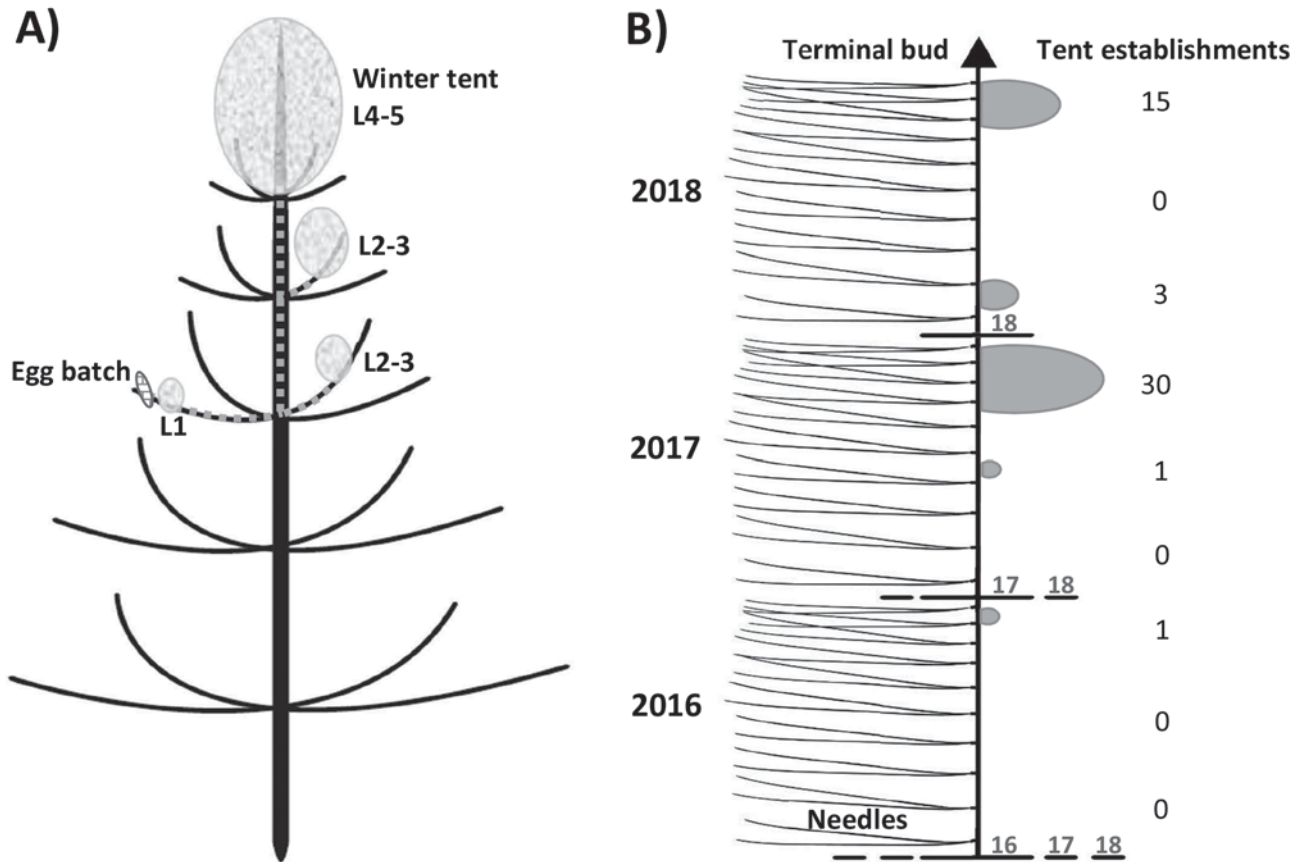 A)
Winter tent
L4-5
L2-3
L2-3
Egg batch
L1
B)
Terminal bud
Tent establishments
15
2018
0
3
18
30
2017
1
0
17 18
1
2016
0
0
Needles
16 17 18